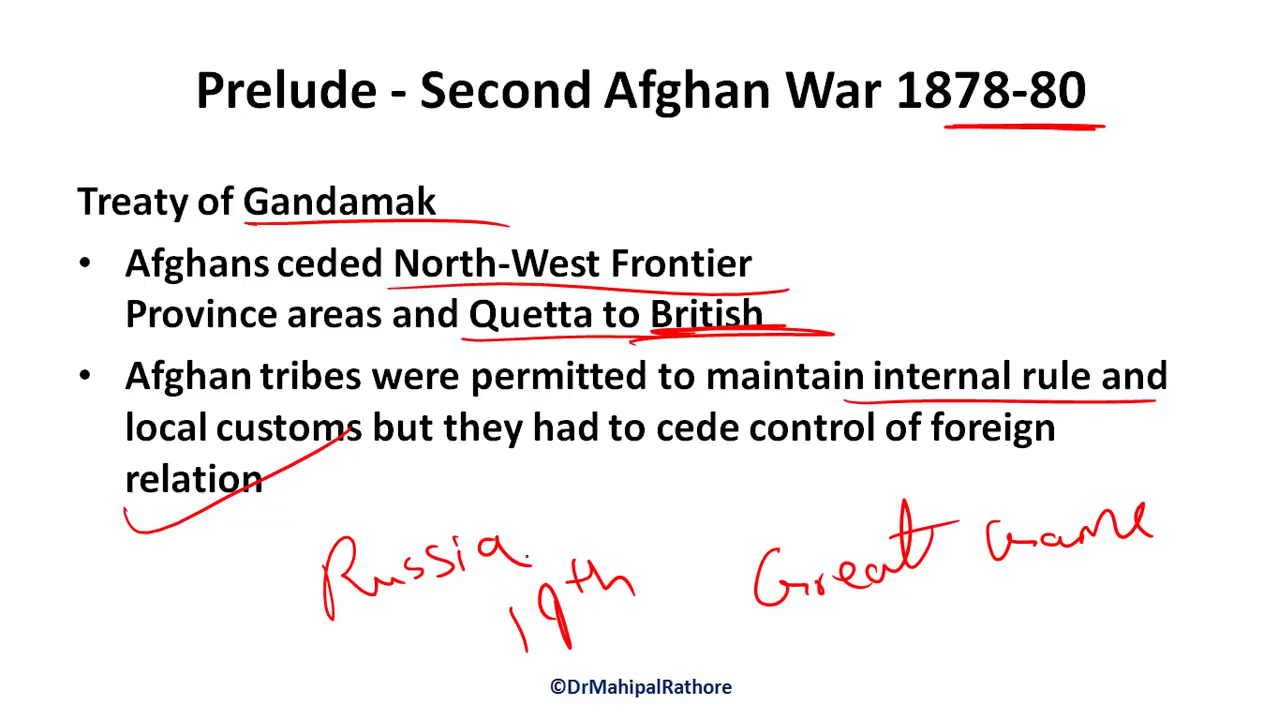 Prelude - Second Afghan War 1878-80
Treaty of Gandamak
• Afghans ceded North-West Frontier
Province areas and Quetta to British
• Afghan tribes were permitted to maintain internal rule and
local customs but they had to cede control of foreign
relation
Russia.
19th
Great Game
©DrMahipalRathore